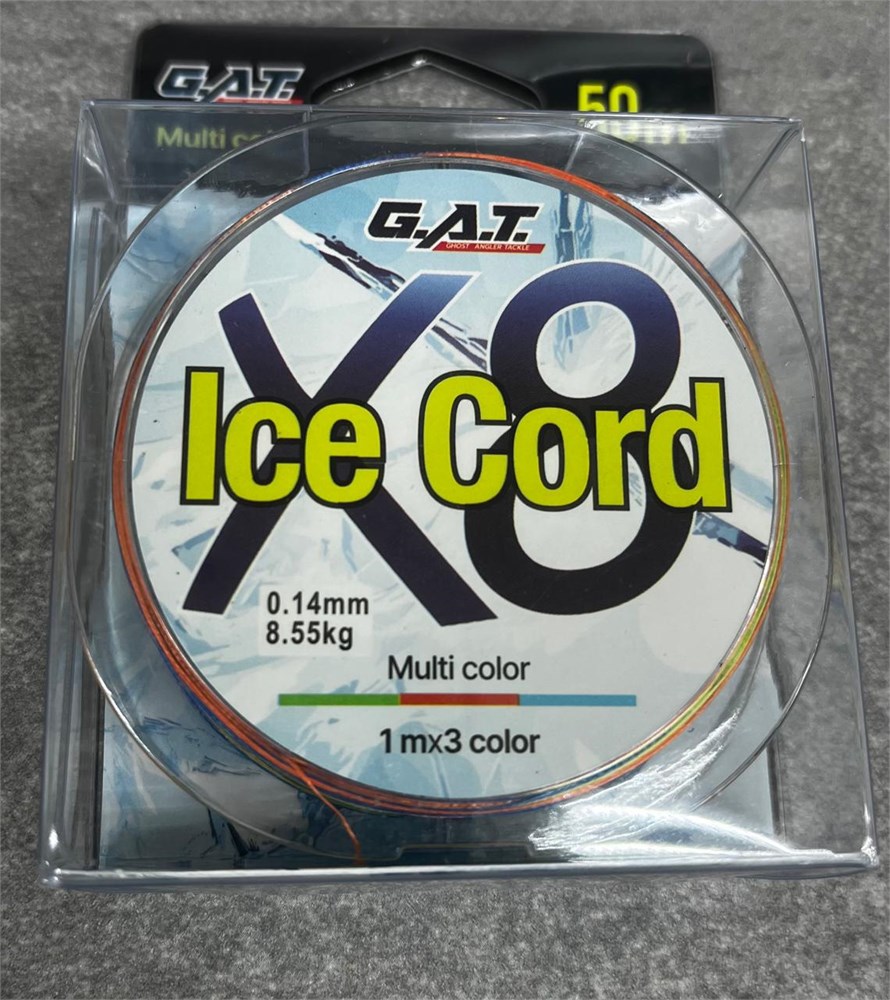 G.A.T.
50
Multi
G.A.T.
GHOST ANGLER TACKLE
X8
Ice Cord
0.14mm
8.55kg
Multi color
1 mx3 color